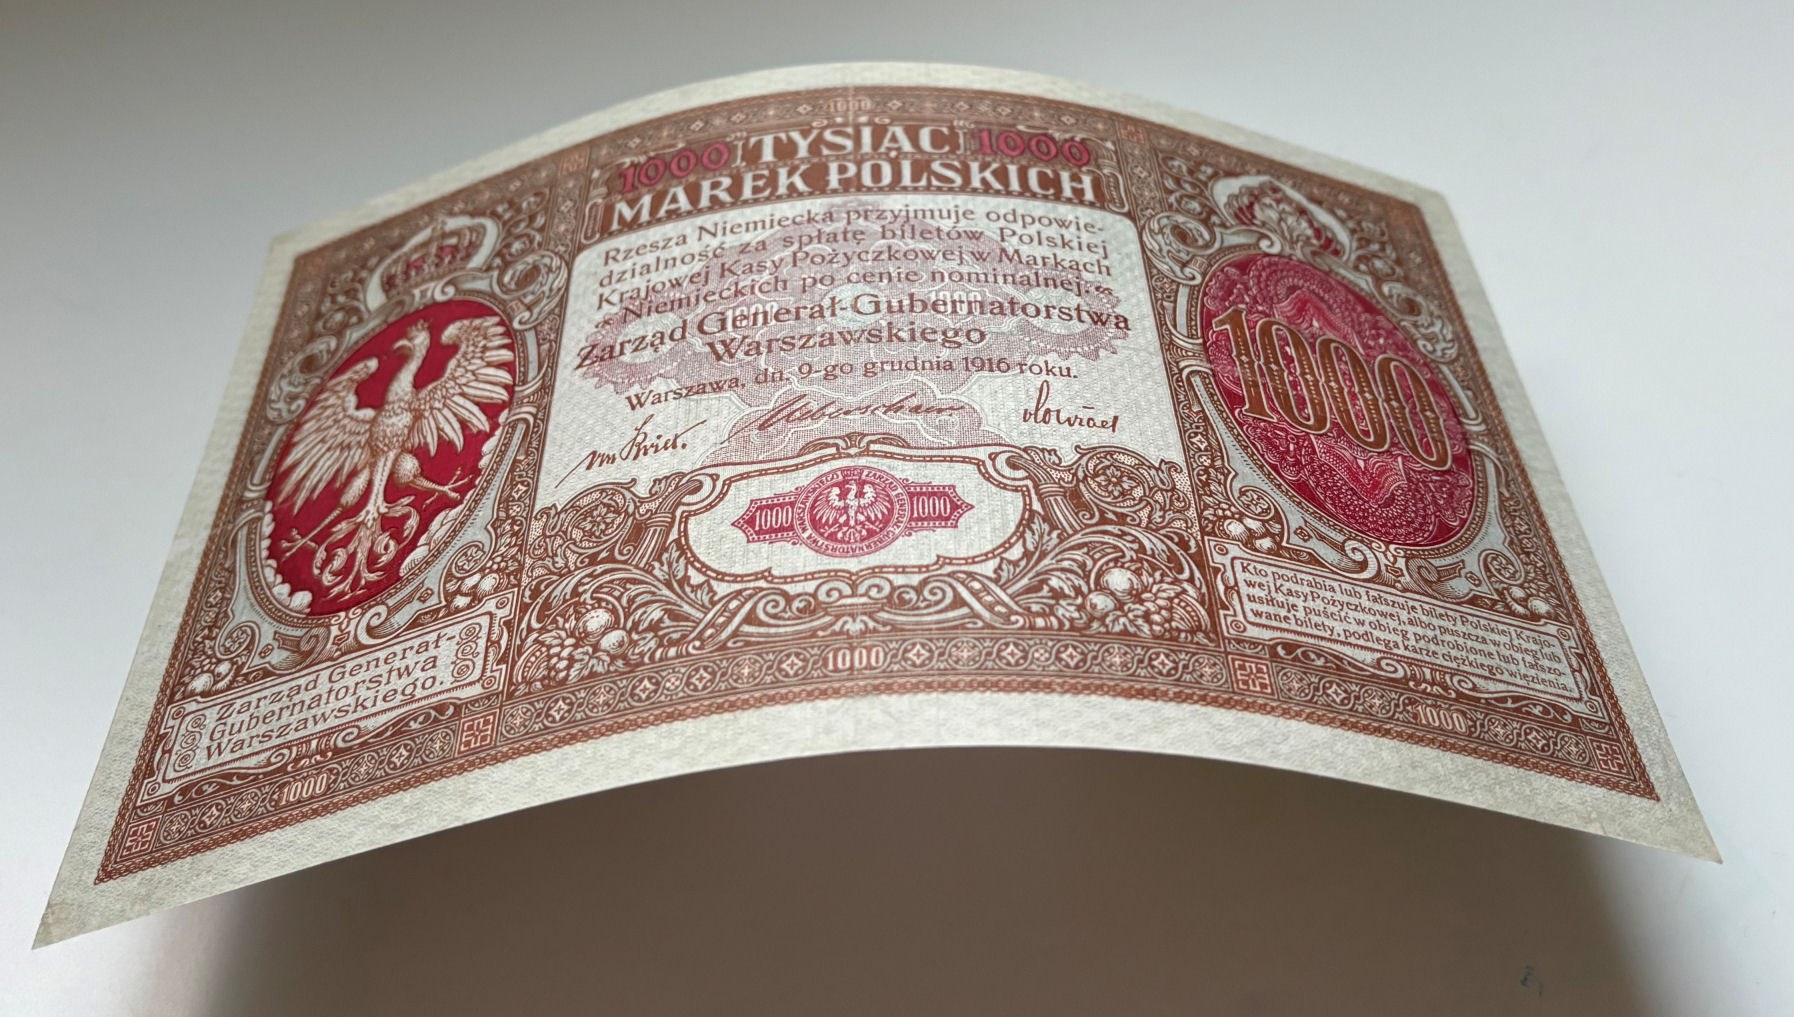 1000
1000 TYSIĄC 1000
MAREK POLSKICH
Rzesza Niemiecka przyjmuje odpowie-
dzialność za spłatę biletów Polskiej
Krajowej Kasy Pożyczkowej w Markach
Niemieckich po cenie nominalnej.
Zarząd Generał-Gubernatorstwa
Warszawskiego
Warszawa, dn. 9-go grudnia 1916 roku.
1000
1000 1000
Zarząd Generał-
Gubernatorstwa
Warszawskiego.
Kto podrabia lub fałszuje bilety Polskiej Krajo-
wej Kasy Pożyczkowej, albo puszcza w obieg lub
usiłuje puścić w obieg podrobione lub fałszo-
wane bilety, podlega karze ciężkiego więzienia.
1000 1000 1000